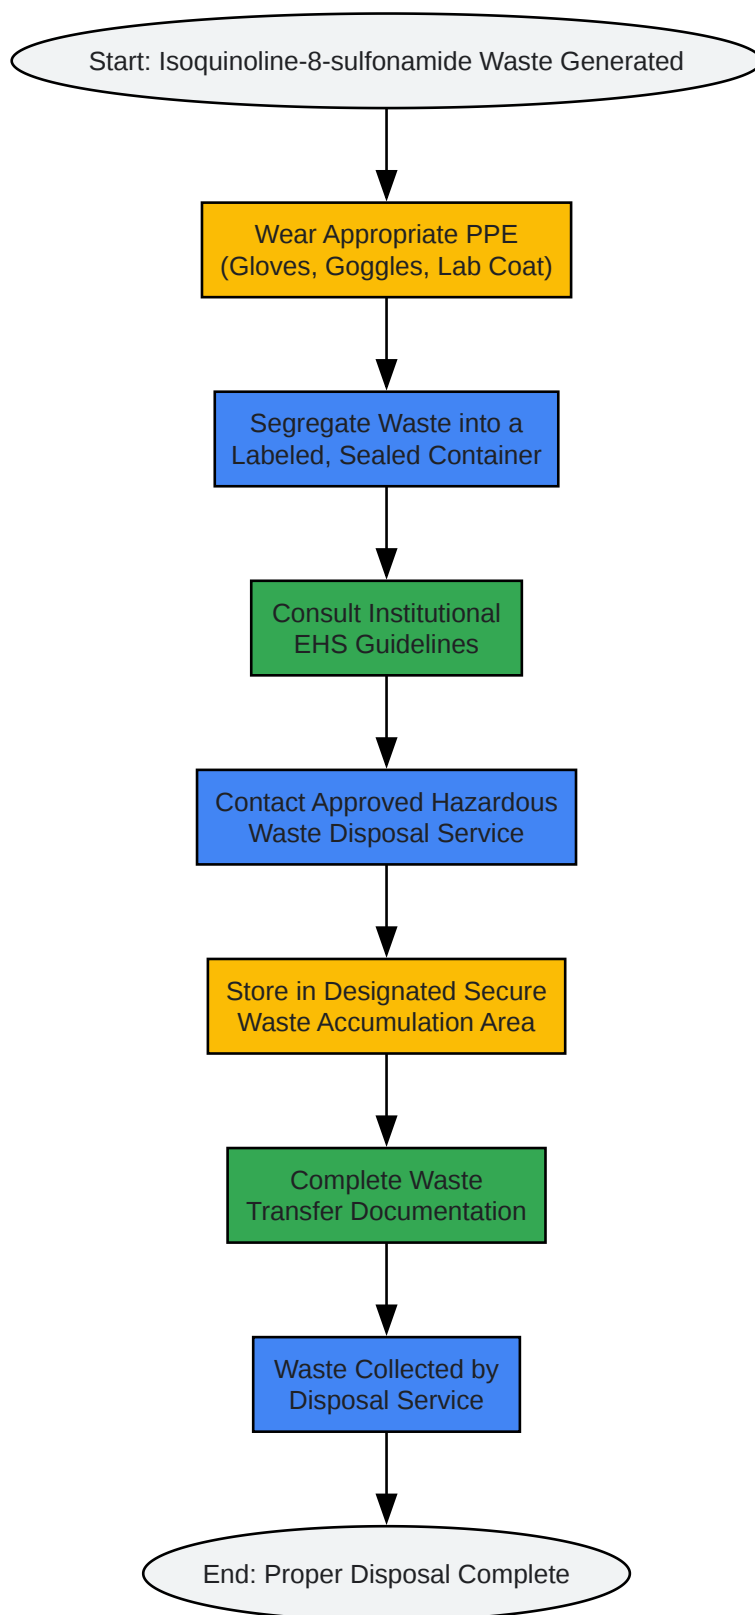 Start: Isoquinoline-8-sulfonamide Waste Generated
Wear Appropriate PPE
(Gloves, Goggles, Lab Coat)
Segregate Waste into a
Labeled, Sealed Container
Consult Institutional
EHS Guidelines
Contact Approved Hazardous
Waste Disposal Service
Store in Designated Secure
Waste Accumulation Area
Complete Waste
Transfer Documentation
Waste Collected by
Disposal Service
End: Proper Disposal Complete